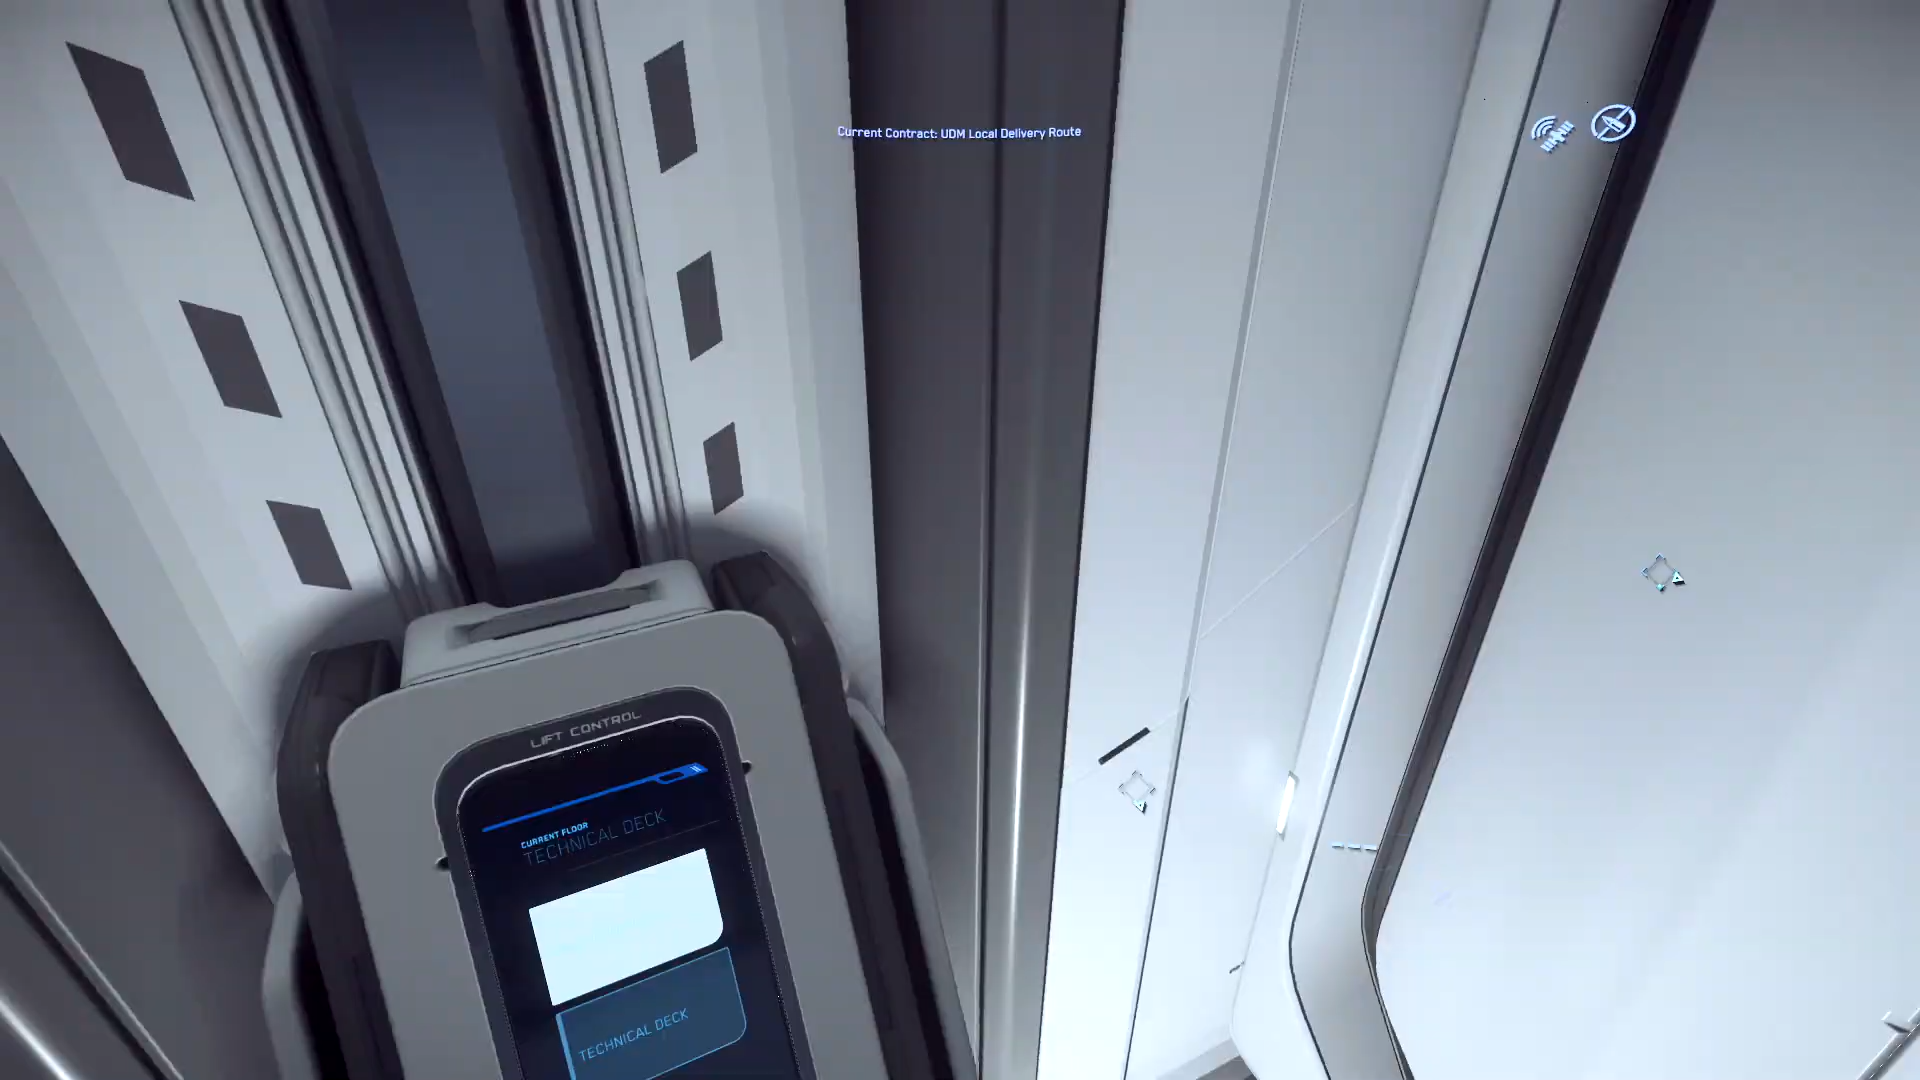 Current Contract: UDM Local Delivery Route
LIFT CONTROL
CURRENT FLOOR
TECHNICAL DECK
TECHNICAL DECK